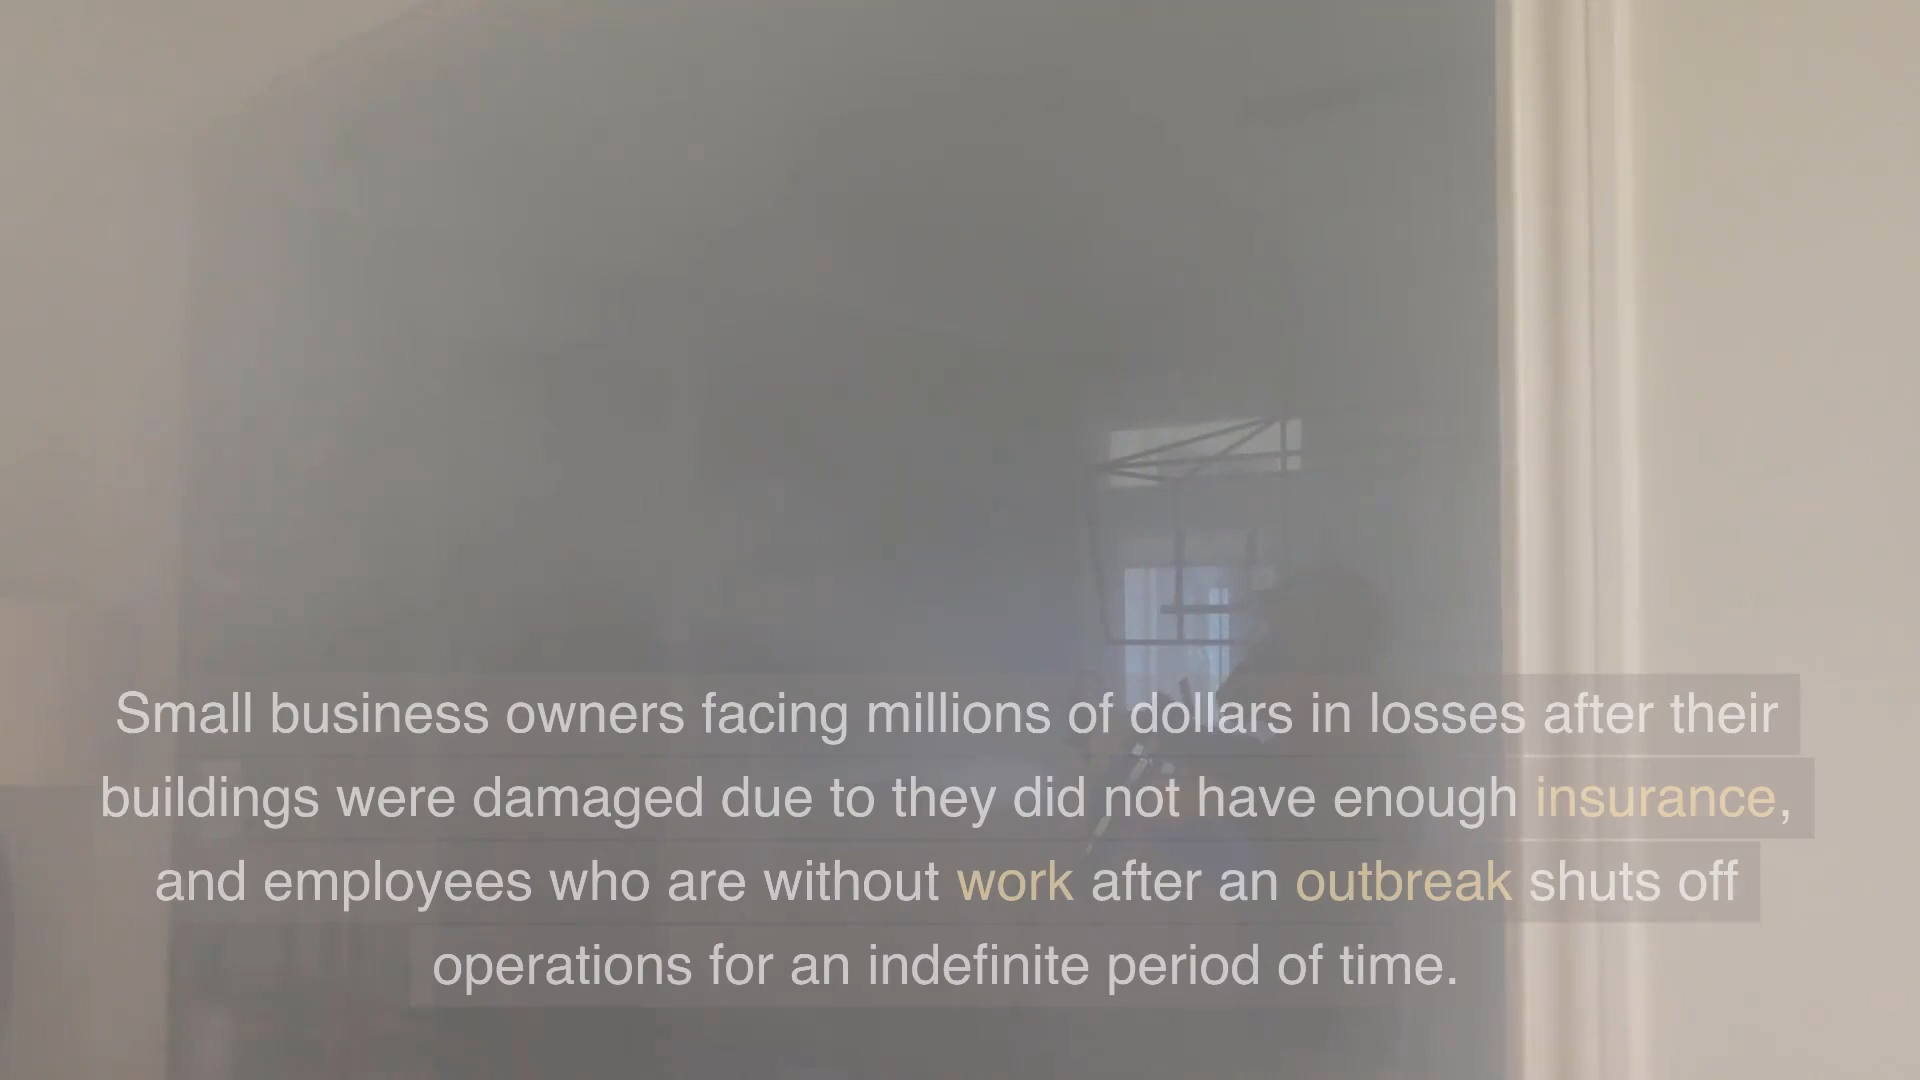 Small business owners facing millions of dollars in losses after their
buildings were damaged due to they did not have enough insurance,
and employees who are without work after an outbreak shuts off
operations for an indefinite period of time.